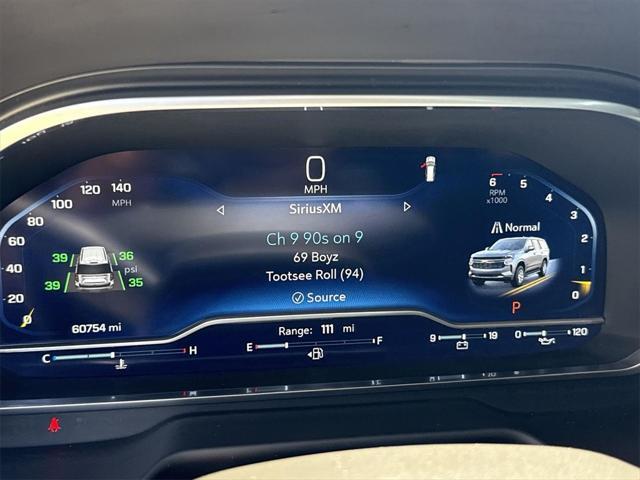 0
MPH
SiriusXM
Ch 9 90s on 9
69 Boyz
Tootsee Roll (94)
Source
0
20
40
60
80
100
120
140
MPH
39
36
psi
39
35
60754 mi
6
5
4
3
2
1
0
RPM
x1000
Normal
P
C
H
Range: 111 mi
E
F
9
19
0
120